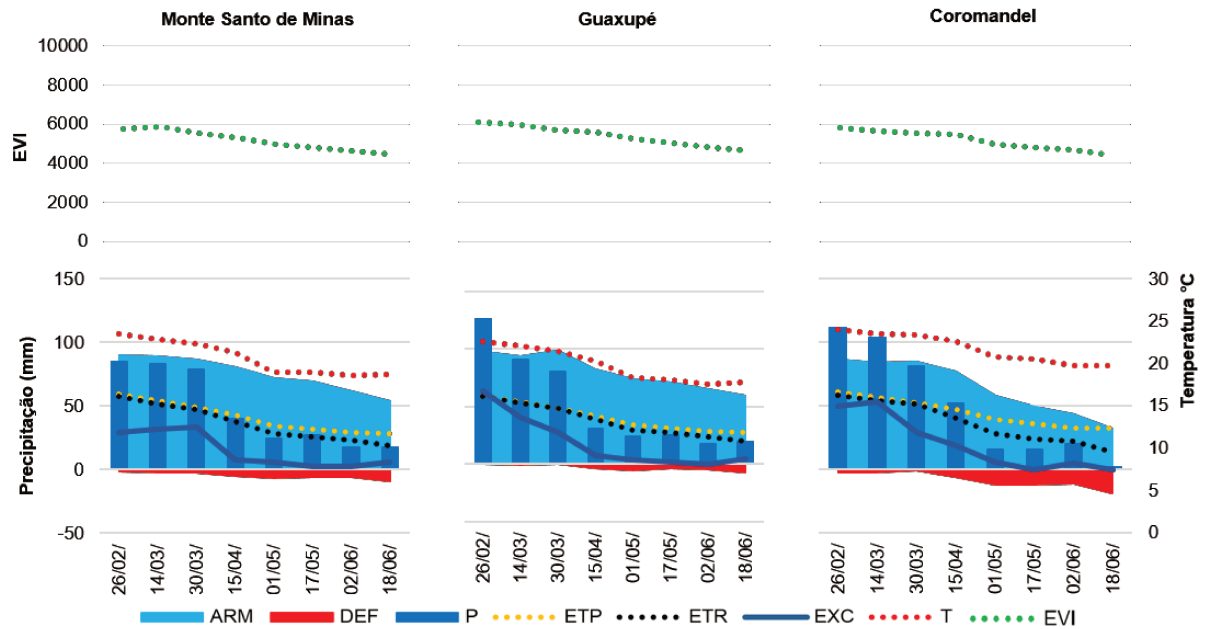 Monte Santo de Minas
Guaxupé
Coromandel
10000
8000
6000
4000
2000
0
EVI
150
100
50
0
-50
Precipitação (mm)
30
25
20
15
10
5
0
Temperatura °C
26/02/ 14/03/ 30/03/ 15/04/ 01/05/ 17/05/ 02/06/ 18/06/
26/02/ 14/03/ 30/03/ 15/04/ 01/05/ 17/05/ 02/06/ 18/06/
26/02/ 14/03/ 30/03/ 15/04/ 01/05/ 17/05/ 02/06/ 18/06/
ARM DEF P ETP ETR EXC T EVI